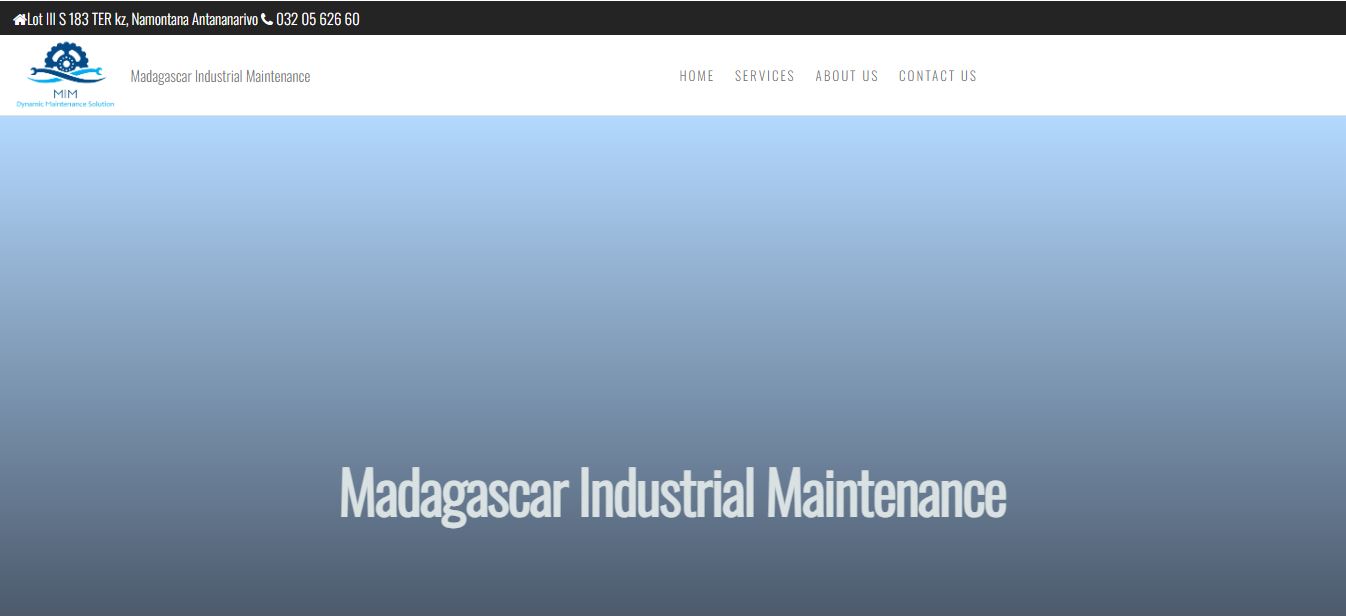 Lot III S 183 TER kz, Namontana Antananarivo 032 05 626 60
MIM
Dynamic Maintenance Solution
Madagascar Industrial Maintenance
HOME SERVICES ABOUT US CONTACT US
Madagascar Industrial Maintenance